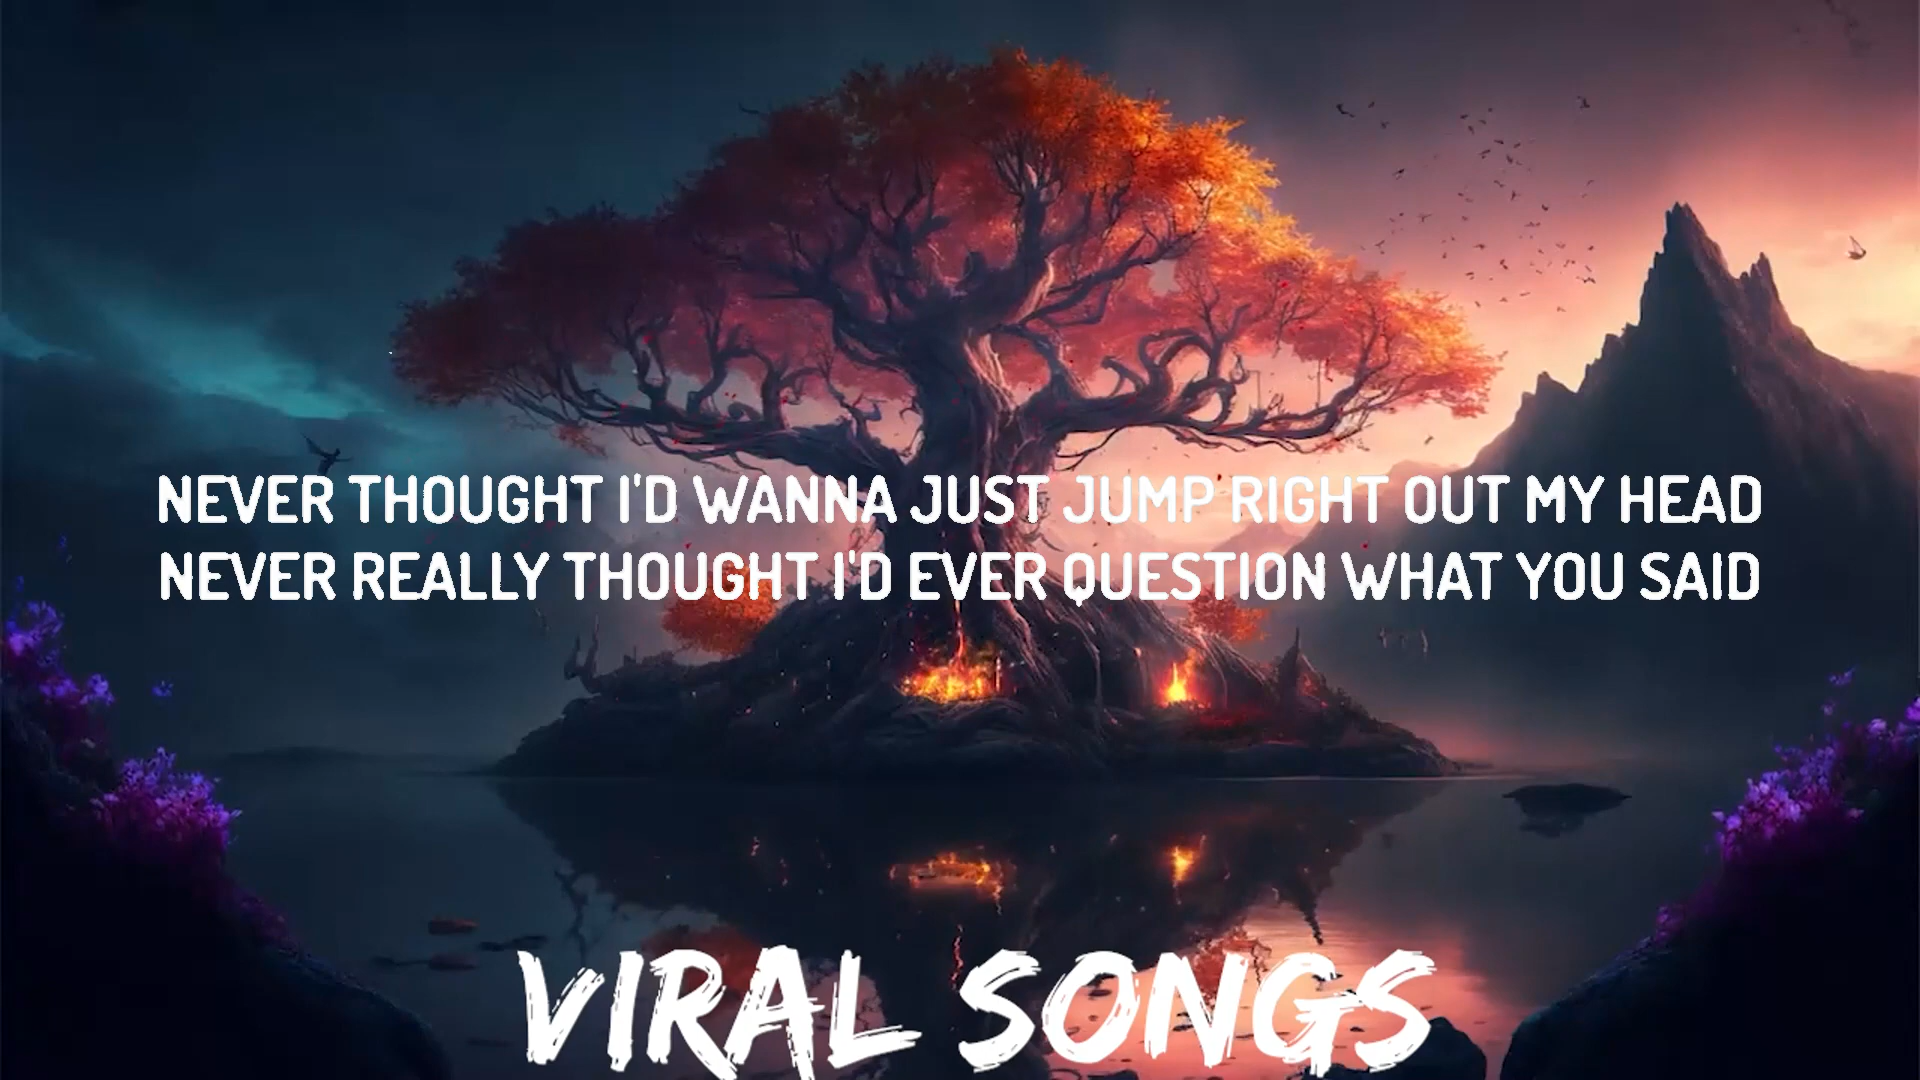 NEVER THOUGHT I'D WANNA JUST JUMP RIGHT OUT MY HEAD
NEVER REALLY THOUGHT I'D EVER QUESTION WHAT YOU SAID
VIRAL SONGS